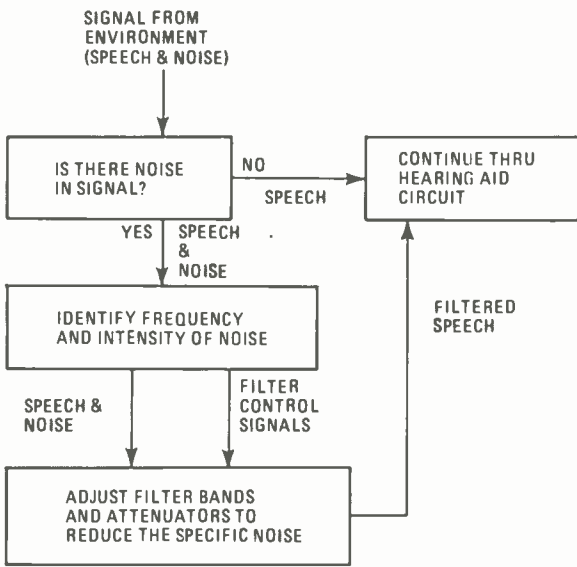 SIGNAL FROM
ENVIRONMENT
(SPEECH & NOISE)
IS THERE NOISE
IN SIGNAL?
NO
SPEECH
CONTINUE THRU
HEARING AID
CIRCUIT
YES
SPEECH
&
NOISE
IDENTIFY FREQUENCY
AND INTENSITY OF NOISE
FILTERED
SPEECH
SPEECH &
NOISE
FILTER
CONTROL
SIGNALS
ADJUST FILTER BANDS
AND ATTENUATORS TO
REDUCE THE SPECIFIC NOISE